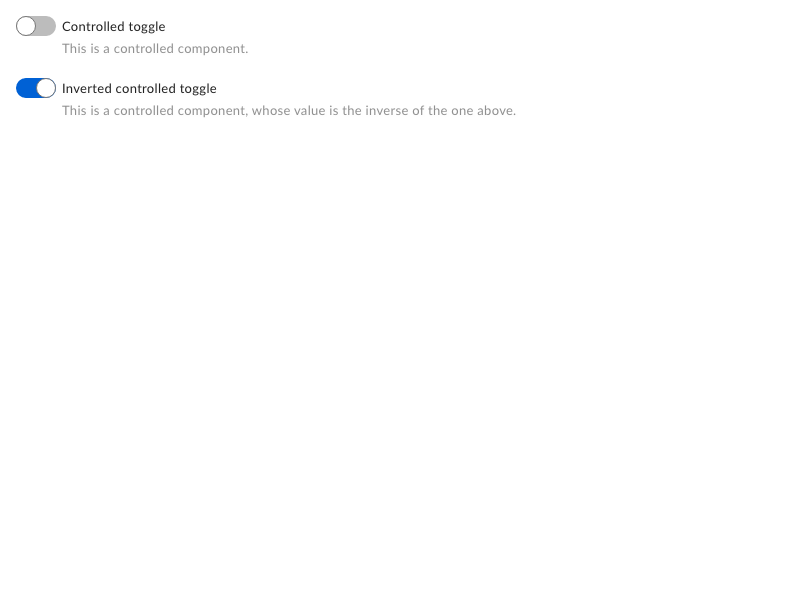 Controlled toggle
This is a controlled component.
Inverted controlled toggle
This is a controlled component, whose value is the inverse of the one above.